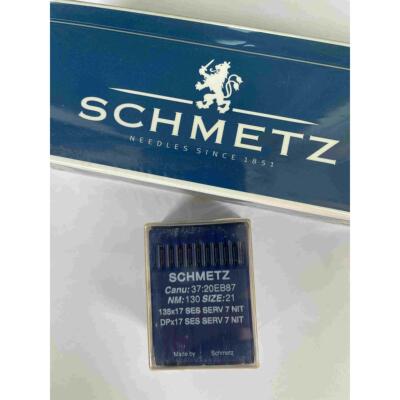 SCHMETZ
NEEDLES SINCE 1851
SCHMETZ
Canu: 37:20EB87
NM: 130 SIZE: 21
135x17 SES SERV 7 NIT
DPx17 SES SERV 7 NIT
Made by Schmetz